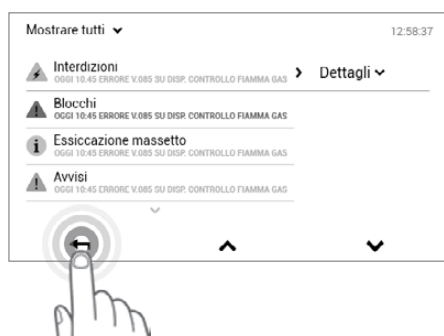 Mostrare tutti
12:58:37
Interdizioni
OGGI 10.45 ERRORE V.085 SU DISP. CONTROLLO FIAMMA GAS
Dettagli
Blocchi
OGGI 10:45 ERRORE V.085 SU DISP. CONTROLLO FIAMMA GAS
Essiccazione massetto
OGGI 10:45 ERRORE V.085 SU DISP. CONTROLLO FIAMMA GAS
Avvisi
OGGI 10:45 ERRORE V.085 SU DISP. CONTROLLO FIAMMA GAS